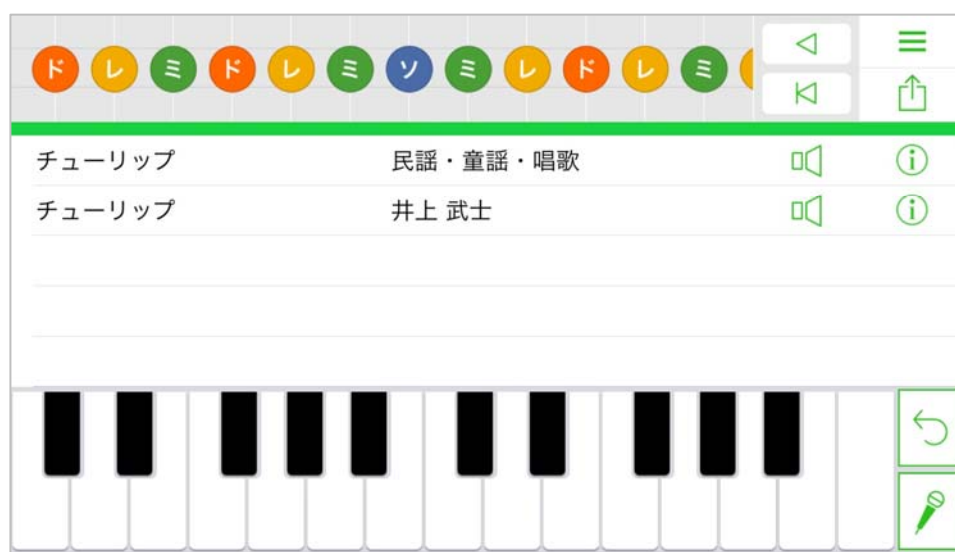 ド レ ミ ド レ ミ ソ ミ レ ド レ ミ
チューリップ 民謡・童謡・唱歌
チューリップ 井上 武士